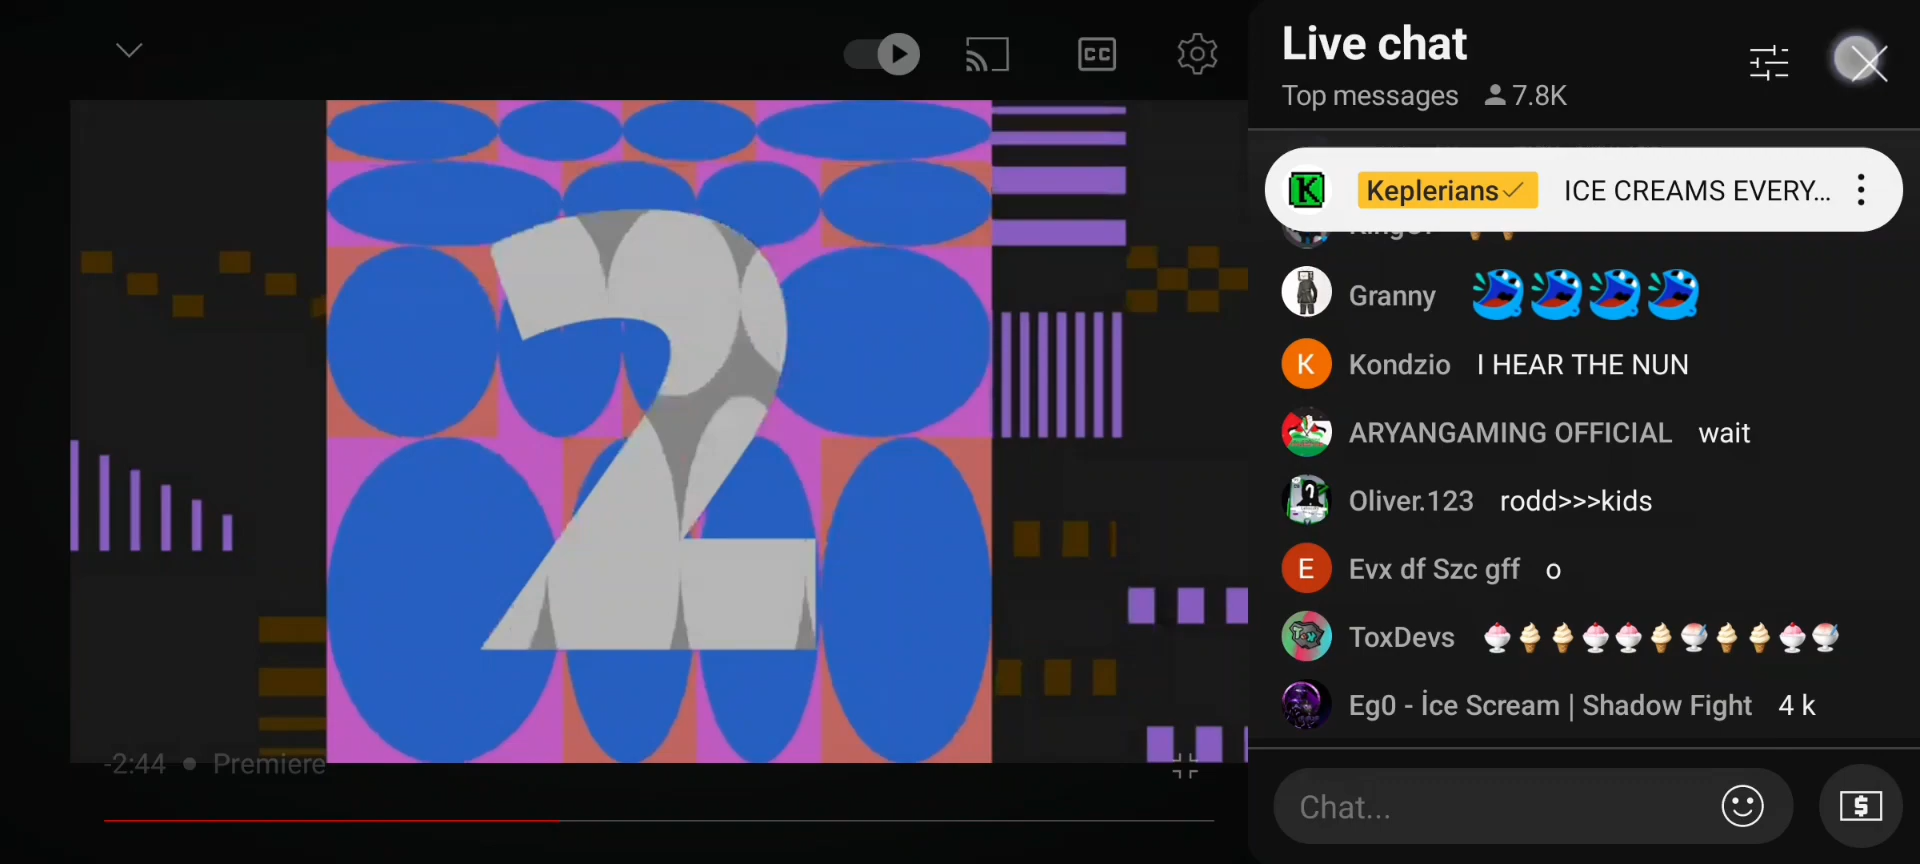 CC
Live chat
Top messages 7.8K
K Keplerians ICE CREAMS EVERY...
Granny
K Kondzio I HEAR THE NUN
ARYANGAMING OFFICIAL wait
Oliver.123 rodd>>>kids
E Evx df Szc gff o
ToxDevs
Eg0 - İce Scream | Shadow Fight 4 k
2
-2:44 • Premiere
Chat...
$